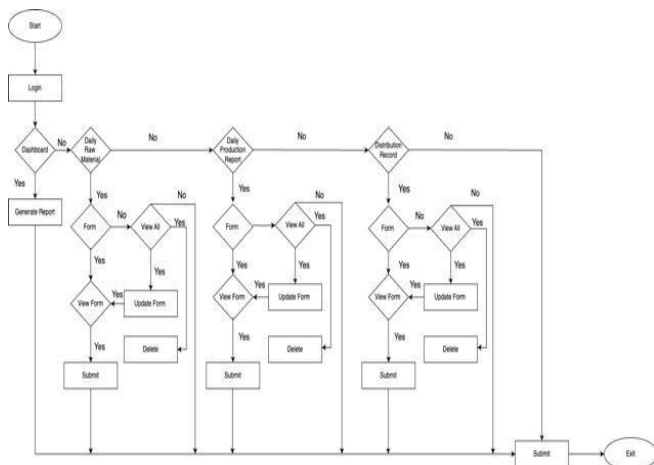 Start
Login
Dashboard
No
Daily
Raw
Material
No
Daily
Production
Report
No
Distribution
Record
No
Yes
Generate Report
Yes
Form
No
View All
Yes
No
Yes
View Form
Yes
Update Form
Yes
Yes
Submit
Delete
Yes
Form
View All
Yes
No
Yes
View Form
Yes
Update Form
Yes
Yes
Submit
Delete
Yes
Form
No
View All
Yes
No
Yes
View Form
Yes
Update Form
Yes
Yes
Submit
Delete
Submit
Exit